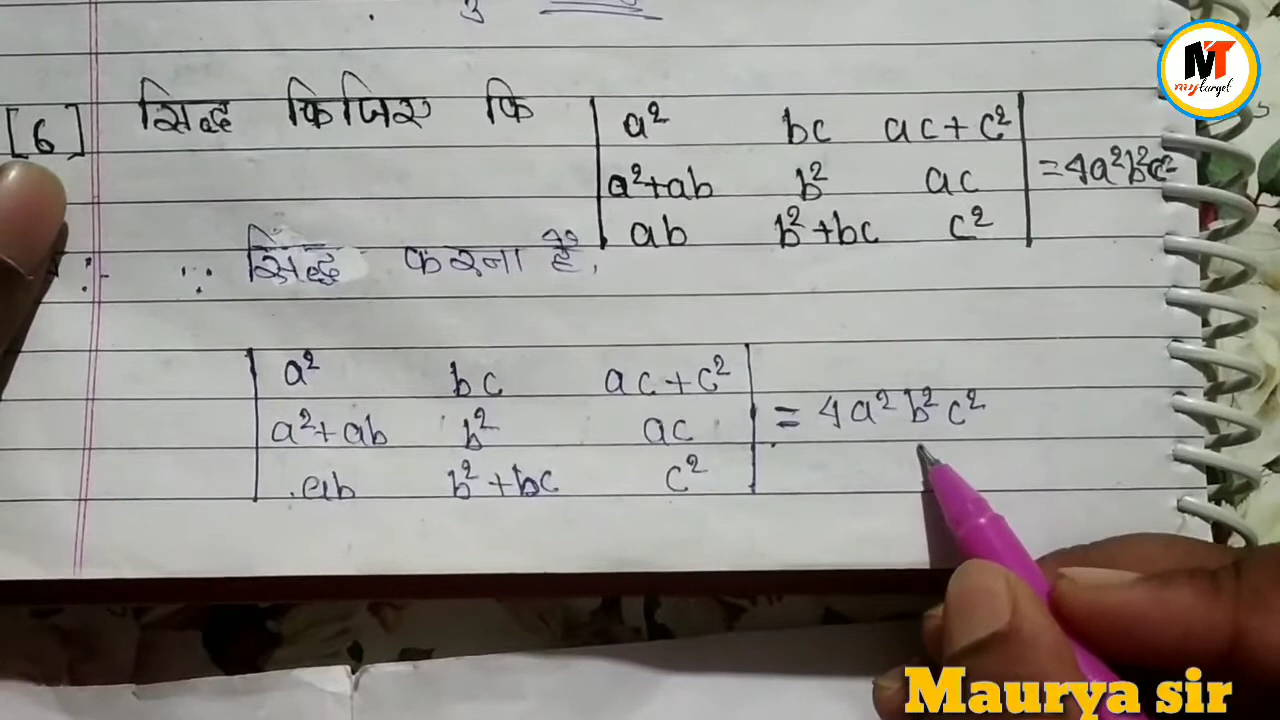 MT
my target
[6] सिद्ध किजिए कि | a² bc ac+c² |
| a²+ab b² ac | = 4a²b²c²
| ab b²+bc c² |
∵ सिद्ध करना है,
| a² bc ac+c² |
| a²+ab b² ac | = 4a²b²c²
| ab b²+bc c² |
Maurya sir